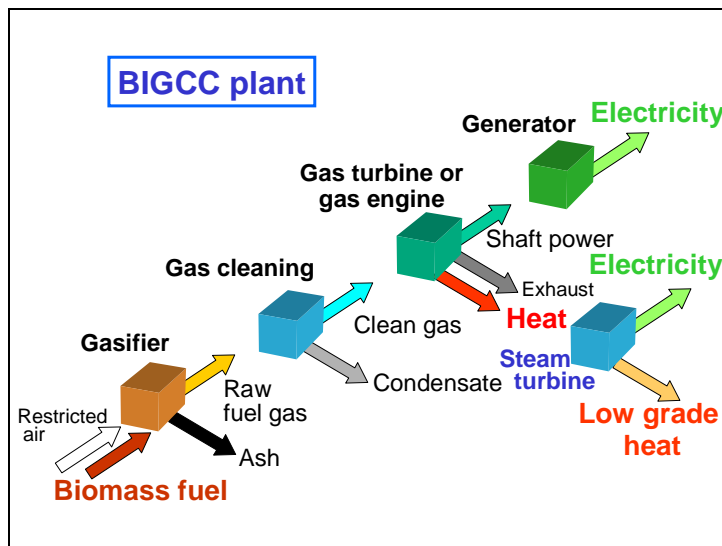 BIGCC plant
Electricity
Generator
Gas turbine or
gas engine
Shaft power
Gas cleaning
Electricity
Exhaust
Heat
Clean gas
Gasifier
Steam
turbine
Condensate
Raw
fuel gas
Low grade
heat
Restricted
air
Ash
Biomass fuel